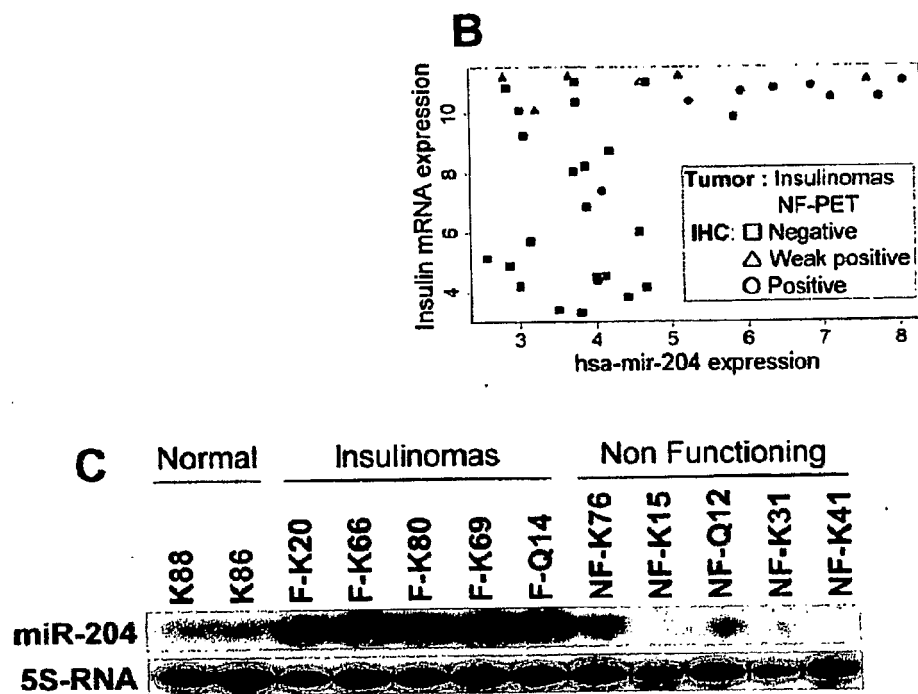 B
Insulin mRNA expression
10
8
6
4
Tumor : Insulinomas
NF-PET
IHC: Negative
Weak positive
Positive
3 4 5 6 7 8
hsa-mir-204 expression
C
Normal Insulinomas Non Functioning
K88 K86 F-K20 F-K66 F-K80 F-K69 F-Q14 NF-K76 NF-K15 NF-Q12 NF-K31 NF-K41
miR-204
5S-RNA